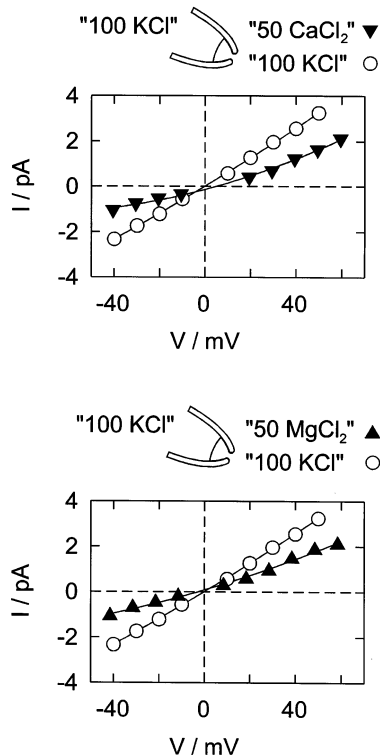 "100 KCl" "50 CaCl₂" ▼
"100 KCl" ○
4
2
0
-2
-4
I / pA
-40 0 40
V / mV
"100 KCl" "50 MgCl₂" ▲
"100 KCl" ○
4
2
0
-2
-4
I / pA
-40 0 40
V / mV